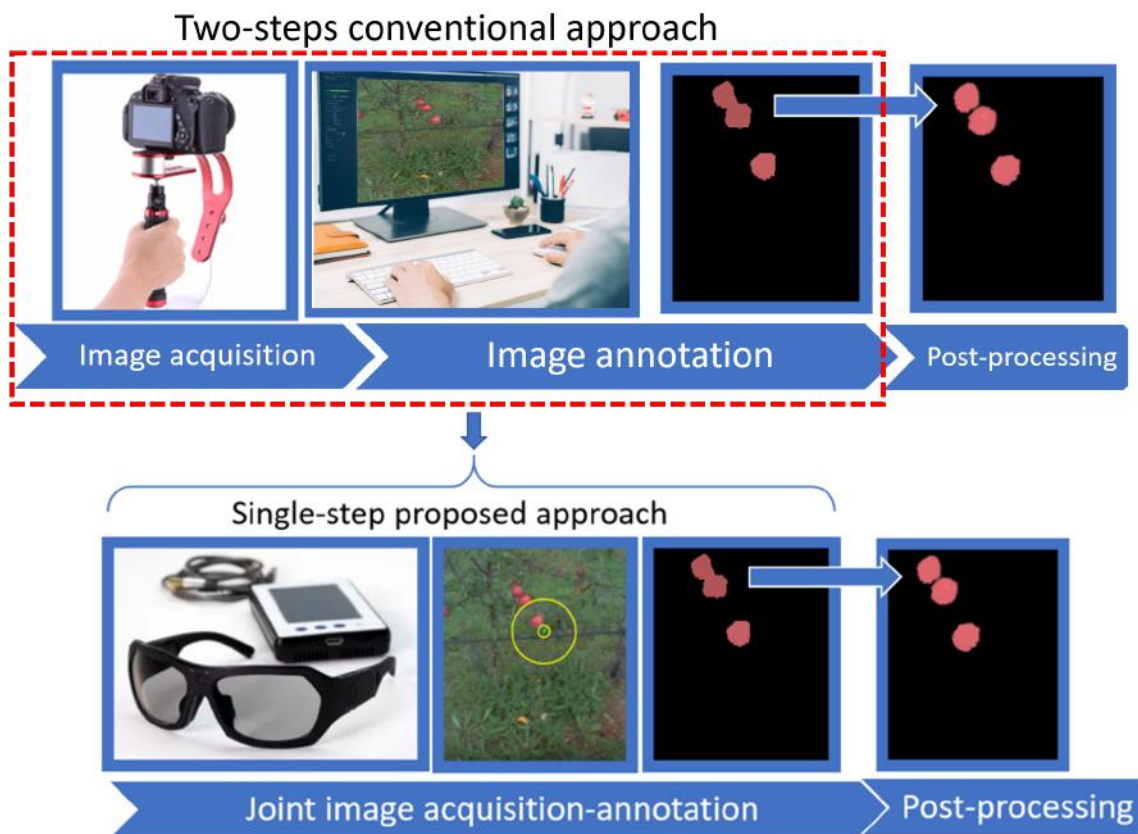 Two-steps conventional approach
Image acquisition
Image annotation
Post-processing
Single-step proposed approach
Joint image acquisition-annotation
Post-processing